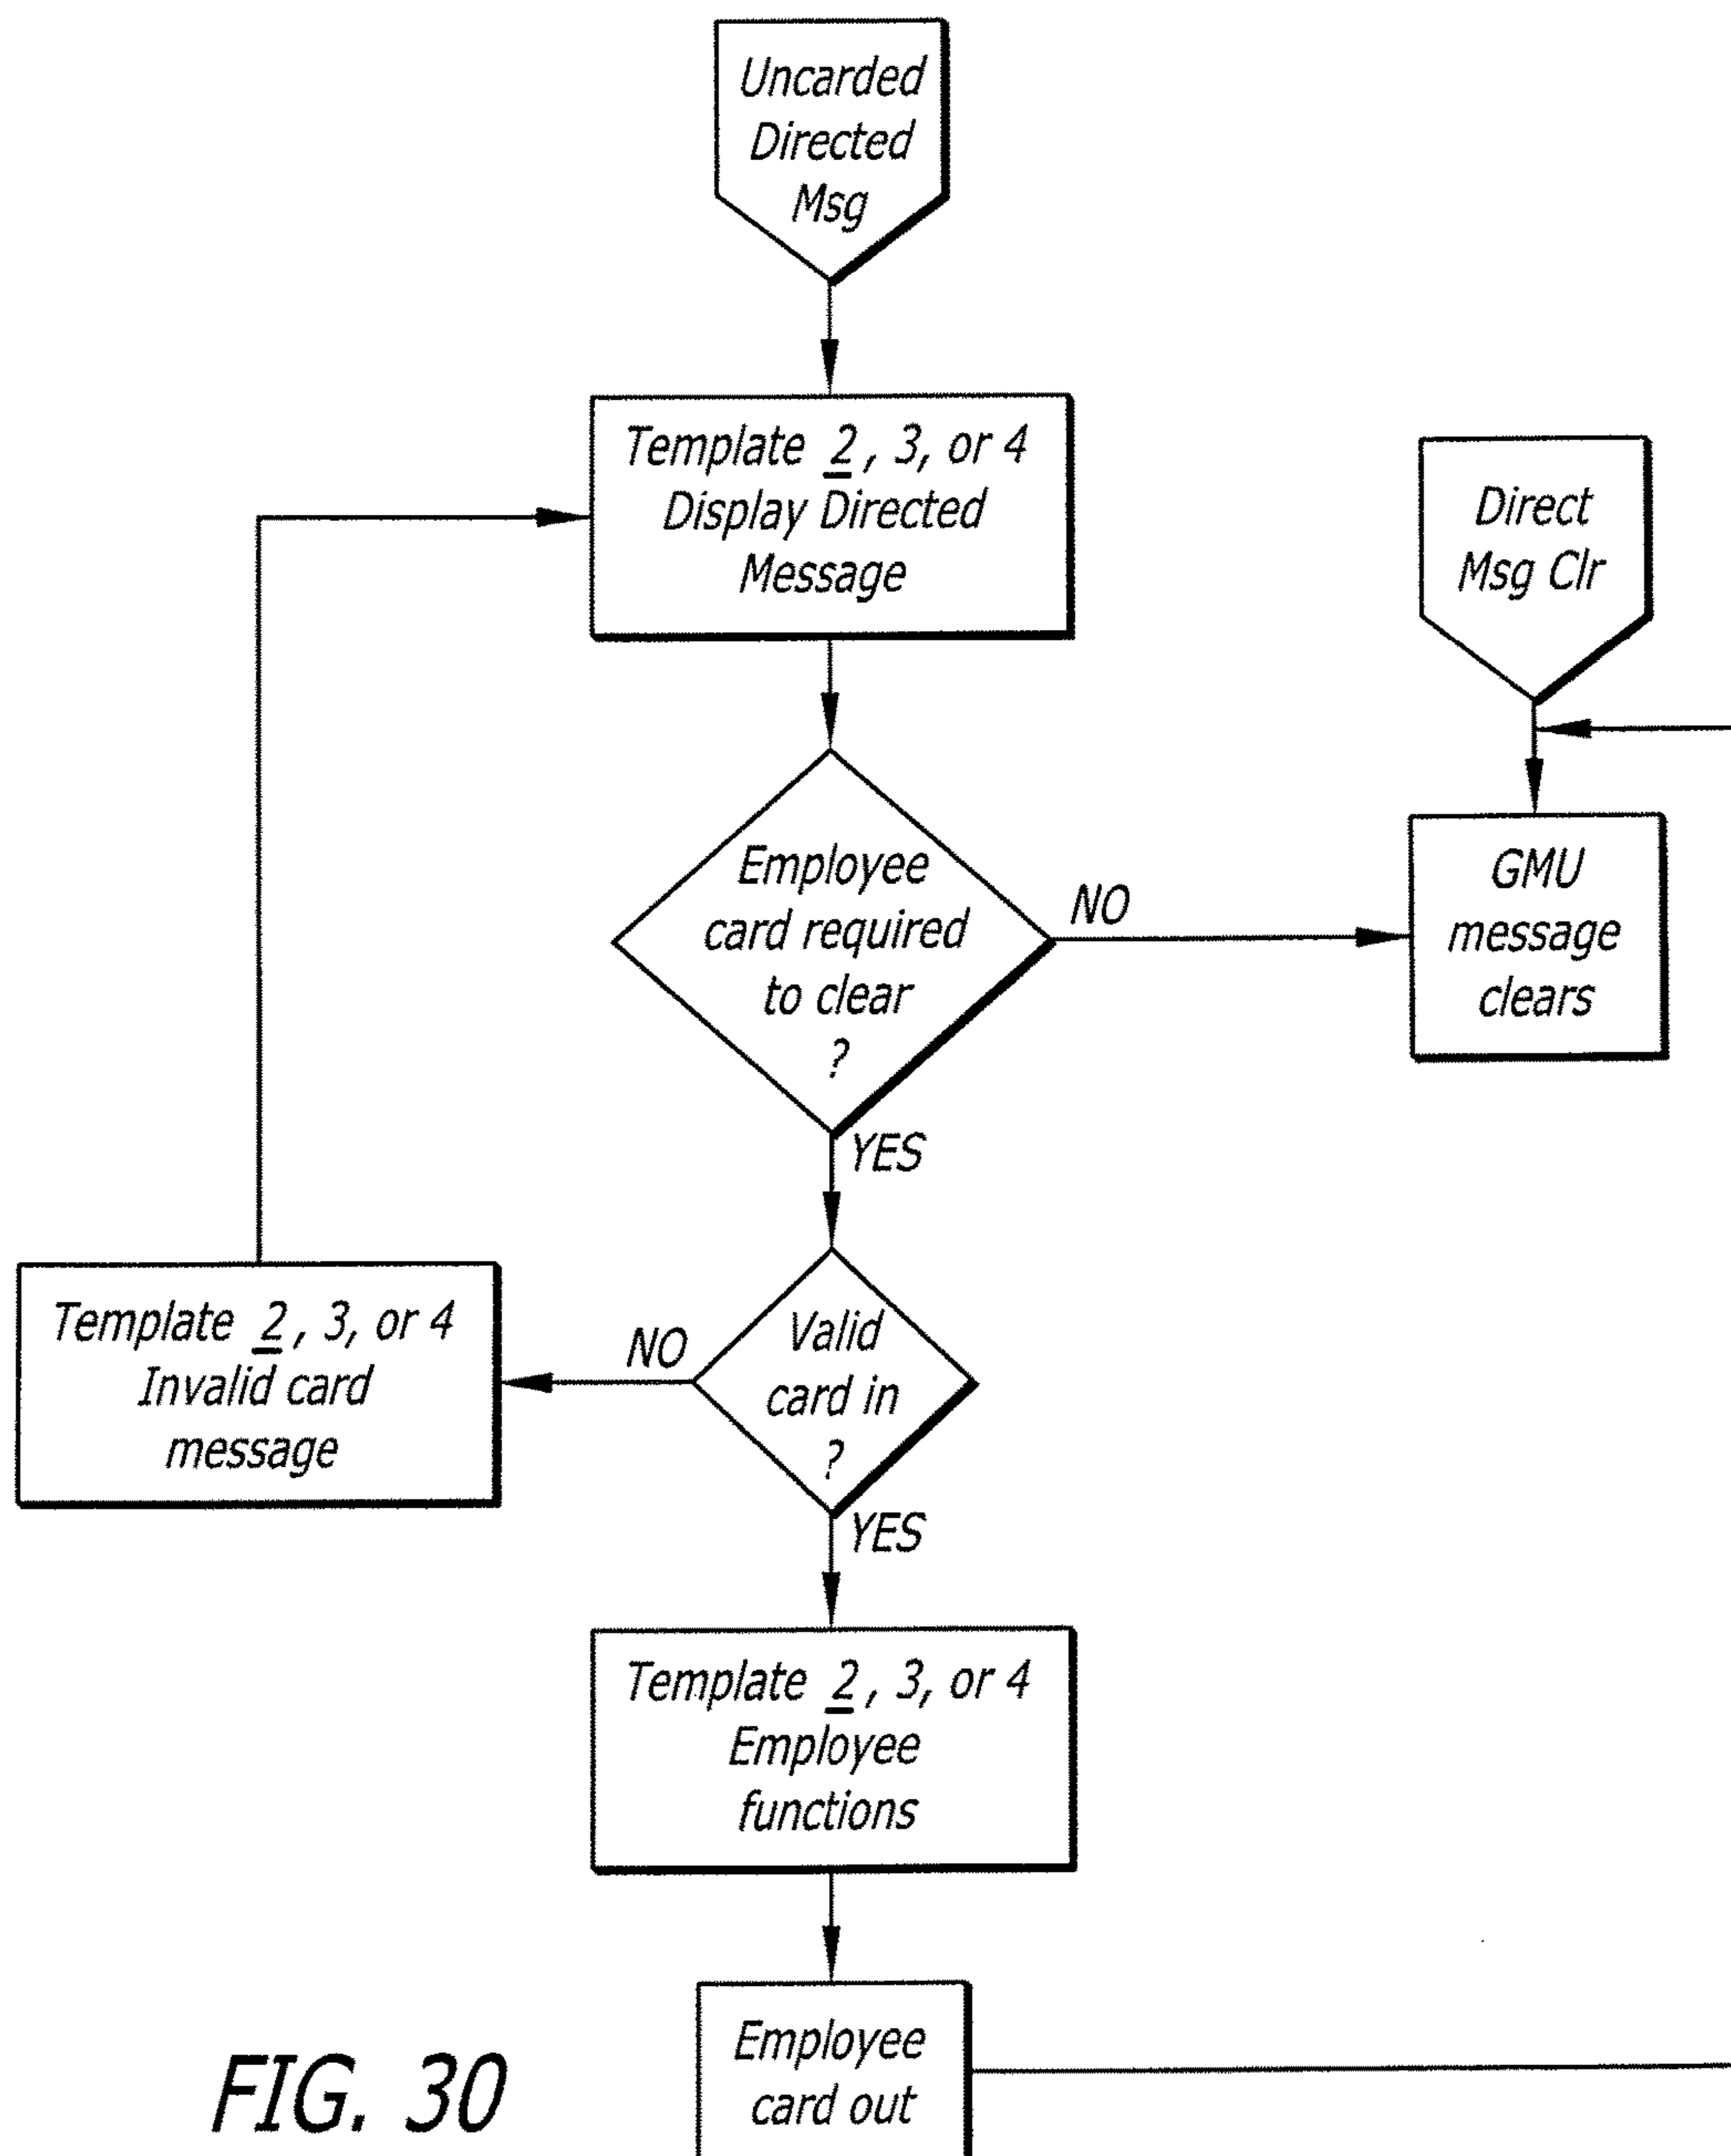 Uncarded
Directed
Msg
Template 2, 3, or 4
Display Directed
Message
Direct
Msg Clr
Employee
card required
to clear
?
NO
GMU
message
clears
YES
Template 2, 3, or 4
Invalid card
message
NO
Valid
card in
?
YES
Template 2, 3, or 4
Employee
functions
Employee
card out
FIG. 30